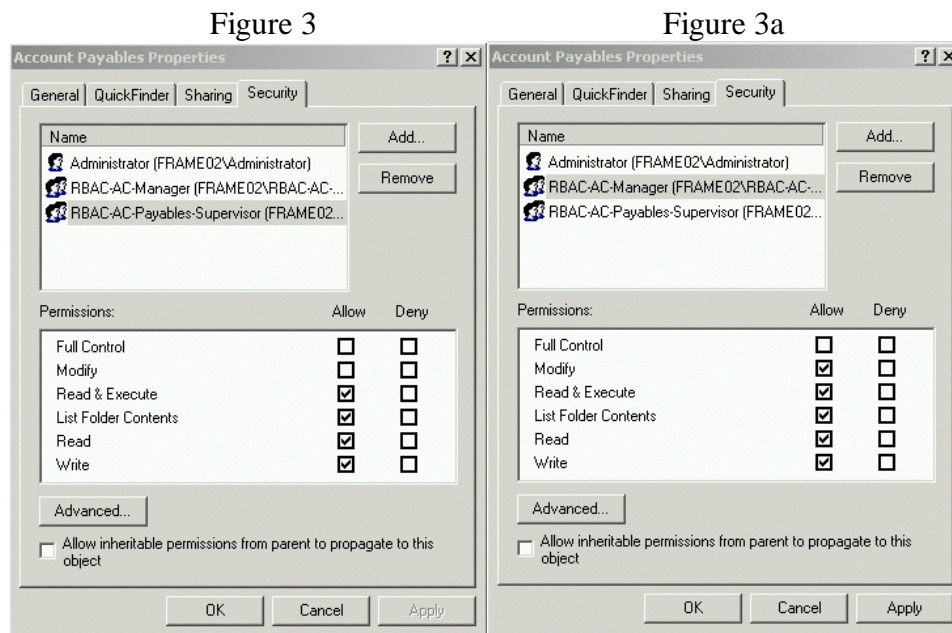 Figure 3
Account Payables Properties
General QuickFinder Sharing Security
Name
Add...
Administrator (FRAME02\Administrator)
RBAC-AC-Manager (FRAME02\RBAC-AC-...
Remove
RBAC-AC-Payables-Supervisor (FRAME02...
Permissions: Allow Deny
Full Control
Modify
Read & Execute
List Folder Contents
Read
Write
Advanced...
Allow inheritable permissions from parent to propagate to this
object
OK Cancel Apply
Figure 3a
Account Payables Properties
General QuickFinder Sharing Security
Name
Add...
Administrator (FRAME02\Administrator)
RBAC-AC-Manager (FRAME02\RBAC-AC-...
Remove
RBAC-AC-Payables-Supervisor (FRAME02...
Permissions: Allow Deny
Full Control
Modify
Read & Execute
List Folder Contents
Read
Write
Advanced...
Allow inheritable permissions from parent to propagate to this
object
OK Cancel Apply